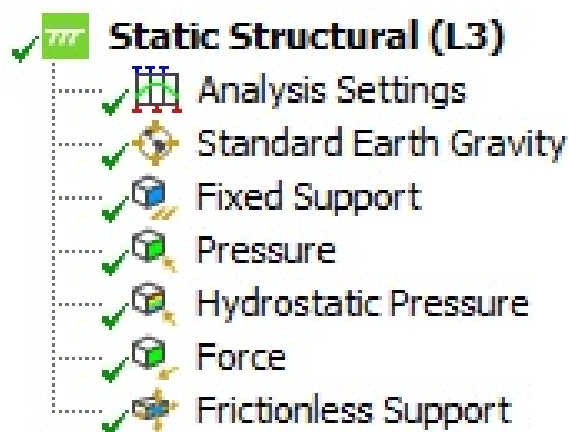 Static Structural (L3)
Analysis Settings
Standard Earth Gravity
Fixed Support
Pressure
Hydrostatic Pressure
Force
Frictionless Support